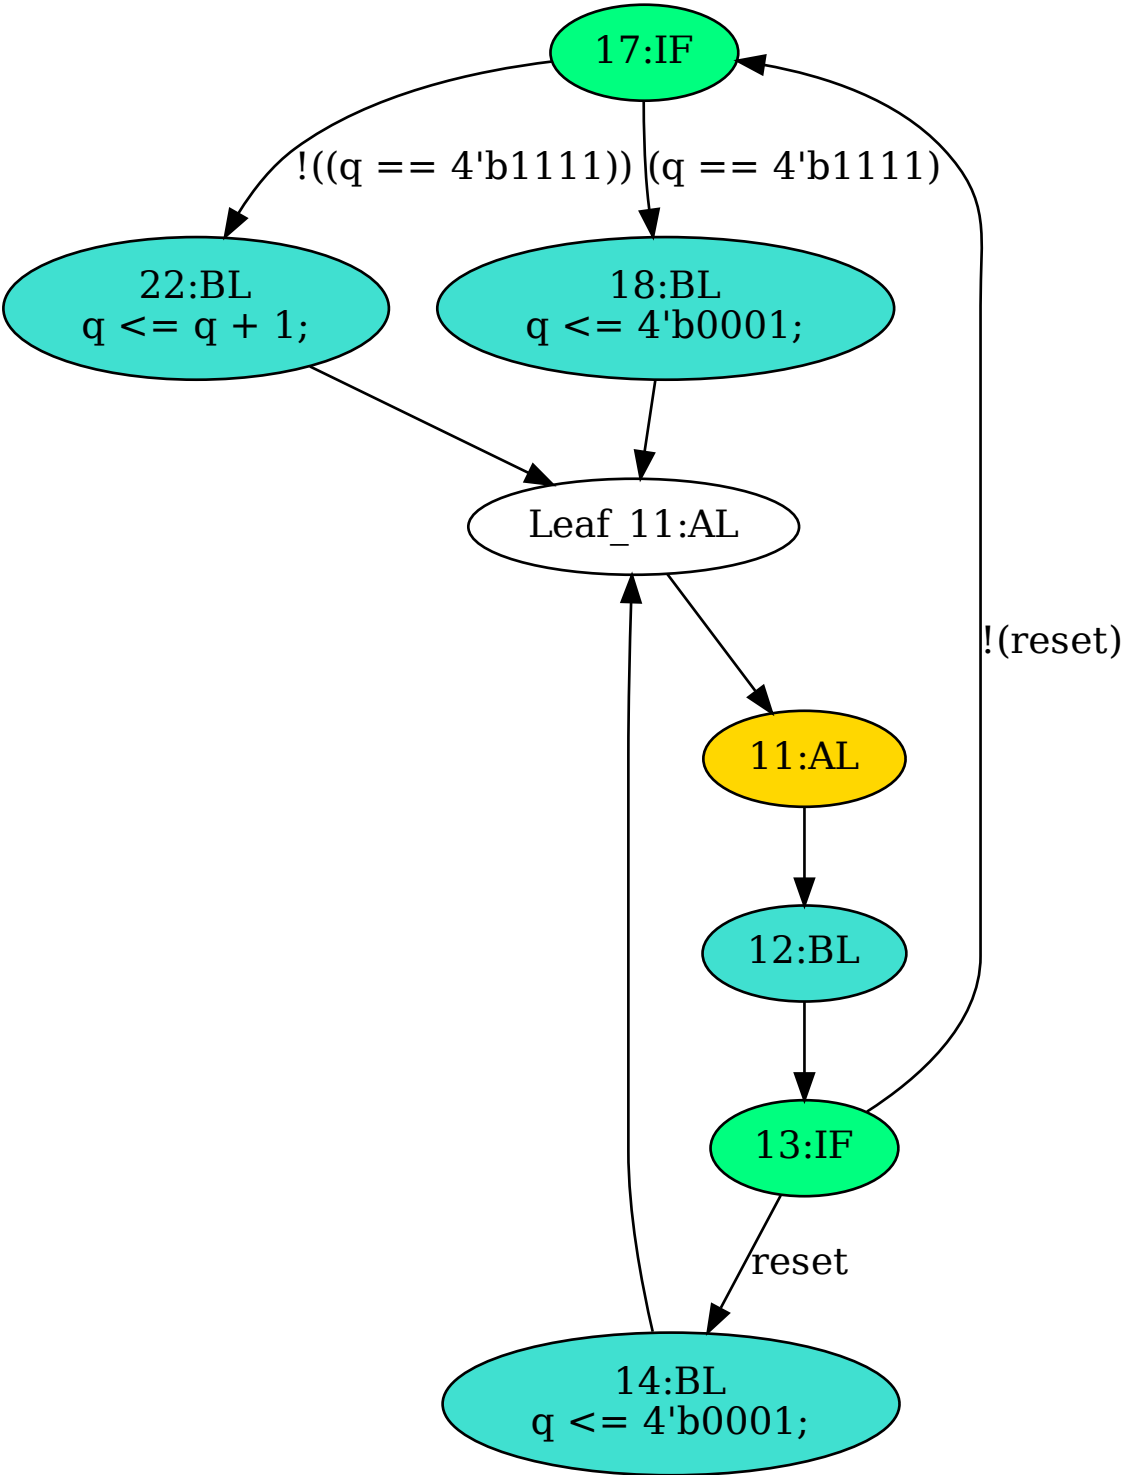 17:IF
!((q == 4'b1111))
(q == 4'b1111)
22:BL
q <= q + 1;
18:BL
q <= 4'b0001;
Leaf_11:AL
!(reset)
11:AL
12:BL
13:IF
reset
14:BL
q <= 4'b0001;